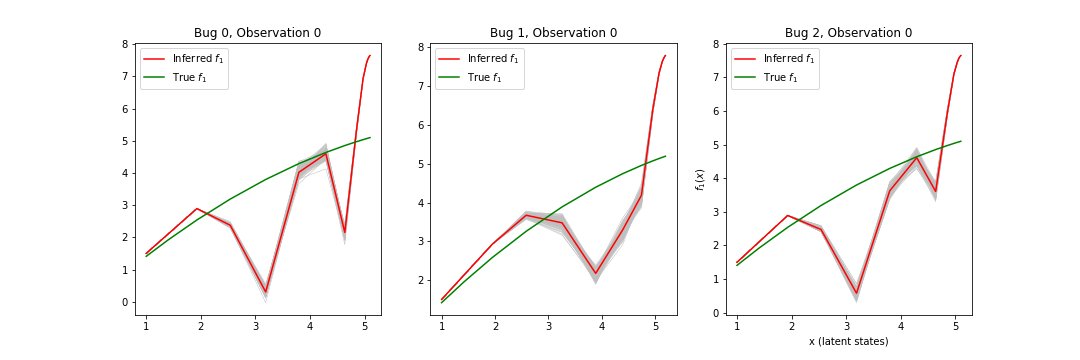 Bug 0, Observation 0
Inferred f₁
True f₁
8
7
6
5
4
3
2
1
0
1 2 3 4 5
Bug 1, Observation 0
Inferred f₁
True f₁
8
7
6
5
4
3
2
1 2 3 4 5
Bug 2, Observation 0
Inferred f₁
True f₁
f₁(x)
8
7
6
5
4
3
2
1
0
1 2 3 4 5
x (latent states)